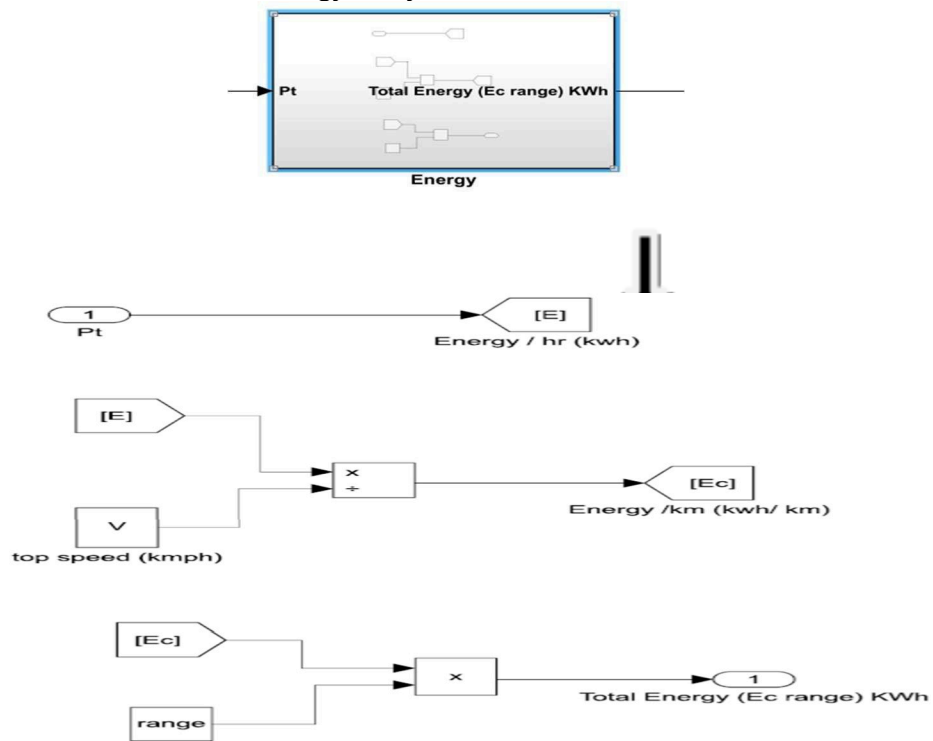 Pt
Total Energy (Ec range) KWh
Energy
1
Pt
[E]
Energy / hr (kwh)
[E]
×
÷
V
top speed (kmph)
[Ec]
Energy /km (kwh/ km)
[Ec]
×
range
1
Total Energy (Ec range) KWh